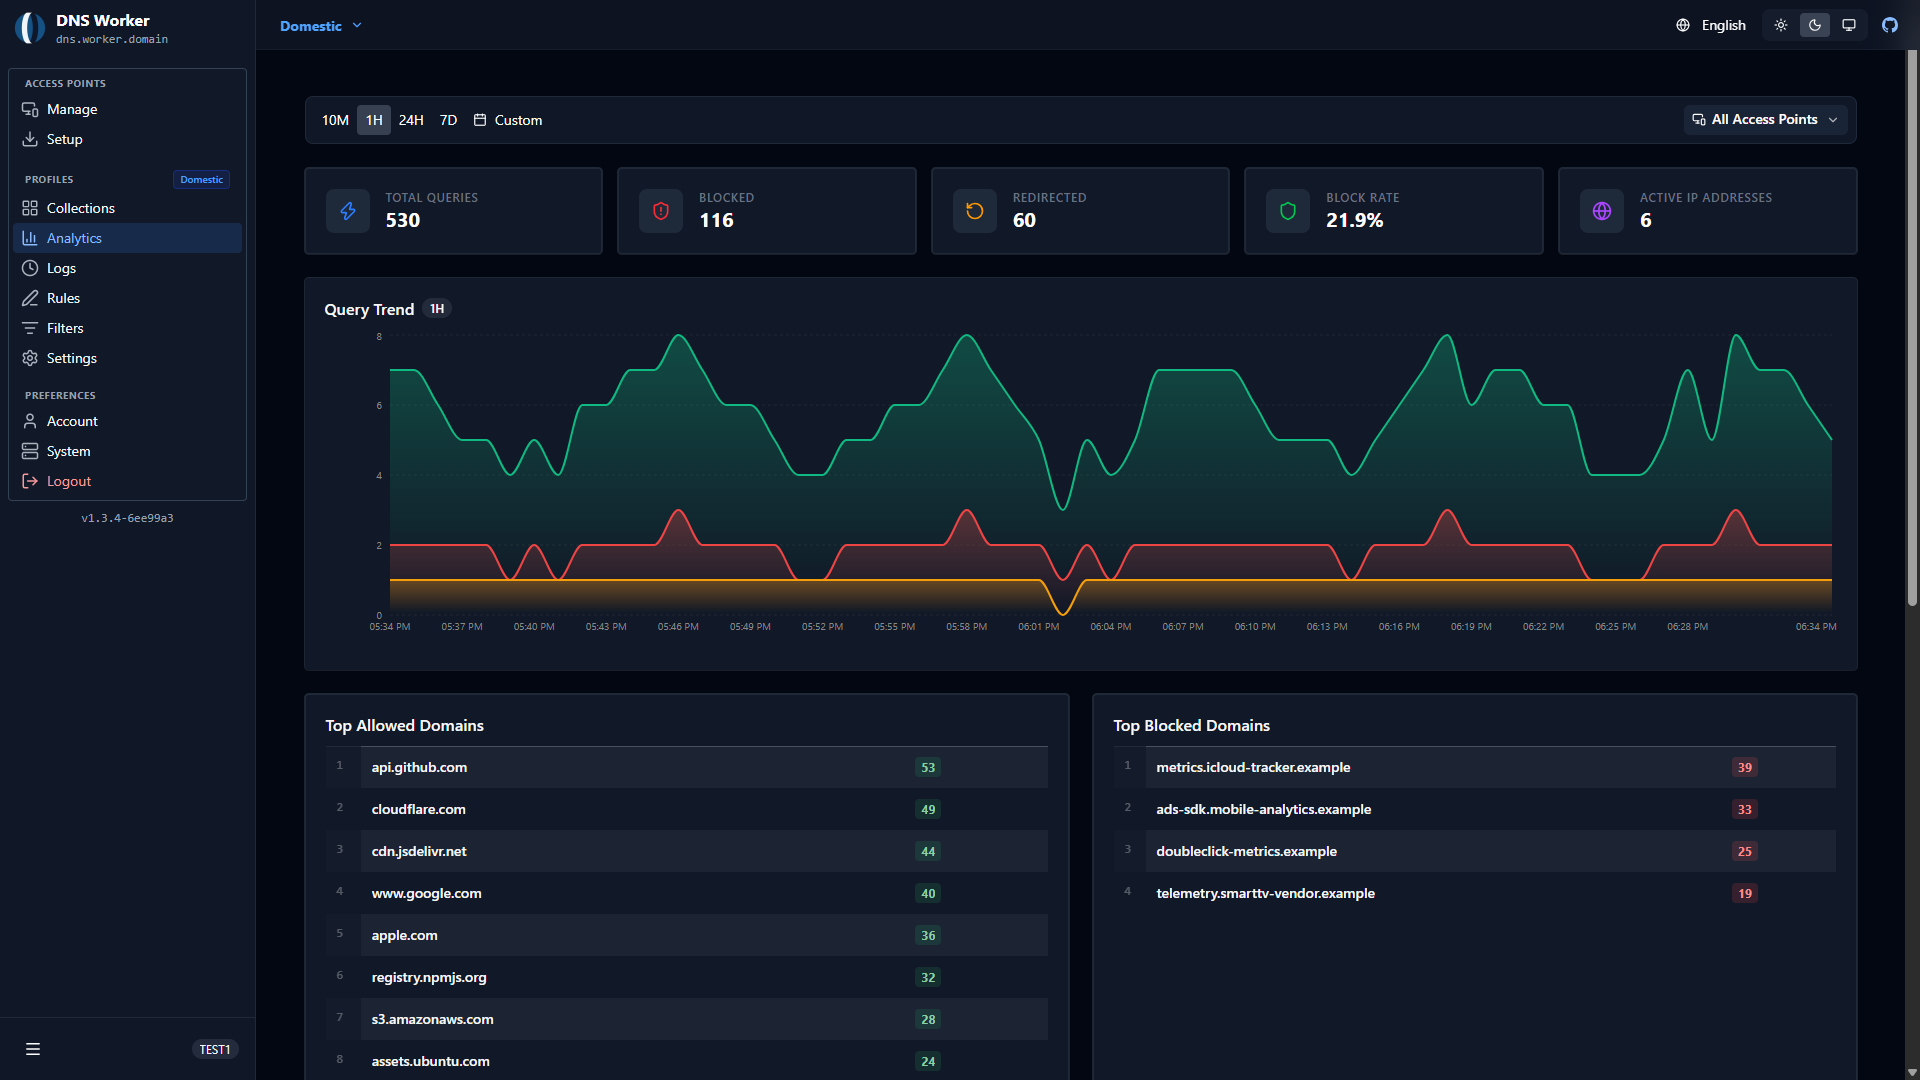 DNS Worker
dns.worker.domain
ACCESS POINTS
Manage
Setup
PROFILES Domestic
Collections
Analytics
Logs
Rules
Filters
Settings
PREFERENCES
Account
System
Logout
v1.3.4-6ee99a3
TEST1
Domestic
English
10M 1H 24H 7D Custom
All Access Points
TOTAL QUERIES
530
BLOCKED
116
REDIRECTED
60
BLOCK RATE
21.9%
ACTIVE IP ADDRESSES
6
Query Trend 1H
8
6
4
2
0
05:34 PM 05:37 PM 05:40 PM 05:43 PM 05:46 PM 05:49 PM 05:52 PM 05:55 PM 05:58 PM 06:01 PM 06:04 PM 06:07 PM 06:10 PM 06:13 PM 06:16 PM 06:19 PM 06:22 PM 06:25 PM 06:28 PM 06:34 PM
Top Allowed Domains
1 api.github.com 53
2 cloudflare.com 49
3 cdn.jsdelivr.net 44
4 www.google.com 40
5 apple.com 36
6 registry.npmjs.org 32
7 s3.amazonaws.com 28
8 assets.ubuntu.com 24
Top Blocked Domains
1 metrics.icloud-tracker.example 39
2 ads-sdk.mobile-analytics.example 33
3 doubleclick-metrics.example 25
4 telemetry.smarttv-vendor.example 19